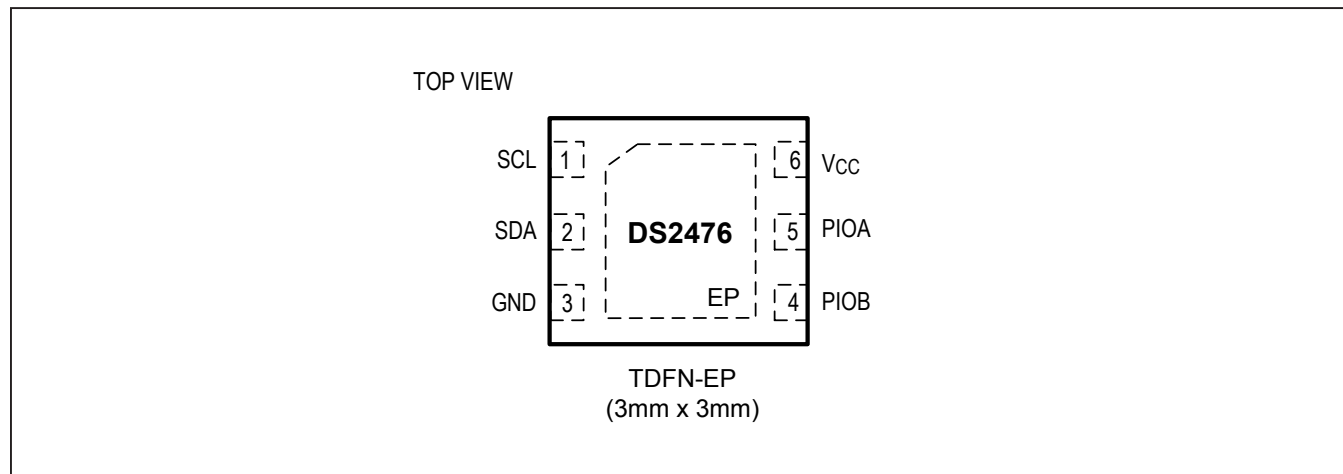 TOP VIEW
SCL 1 6 VCC
SDA 2 DS2476 5 PIOA
GND 3 EP 4 PIOB
TDFN-EP
(3mm x 3mm)